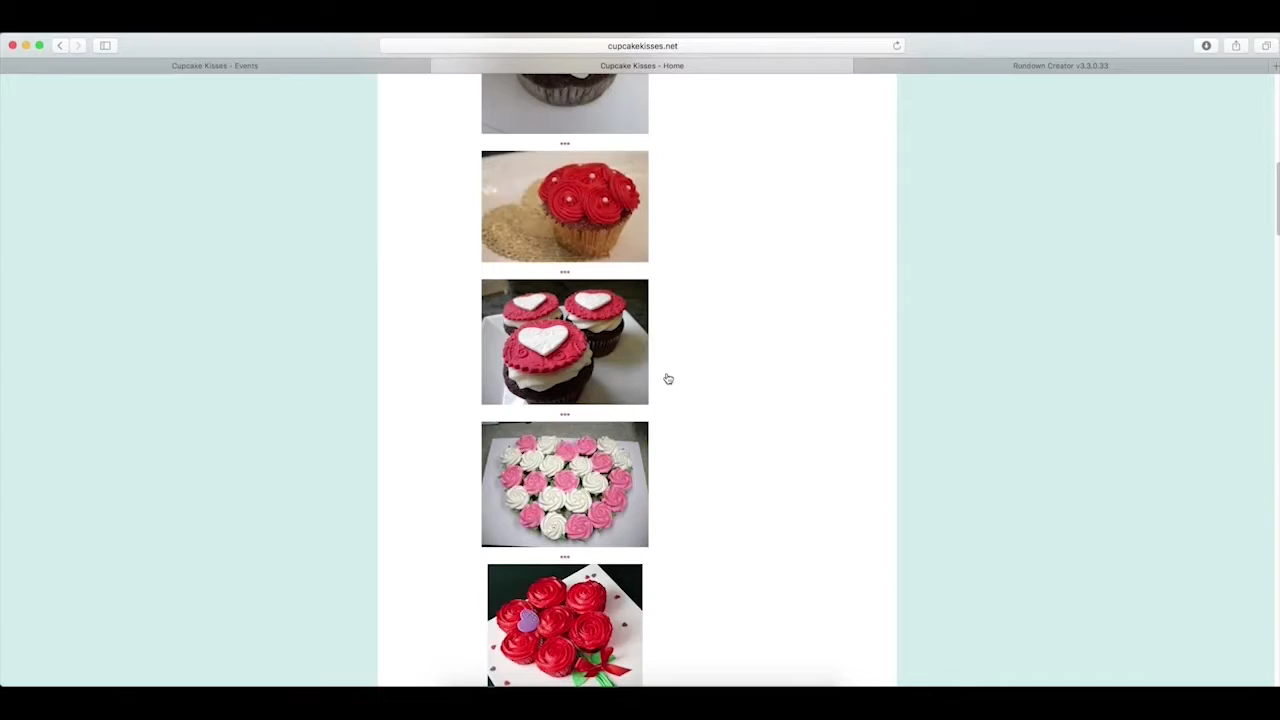 cupcakekisses.net
Cupcake Kisses - Events
Cupcake Kisses - Home
Rundown Creator v3.3.0.33